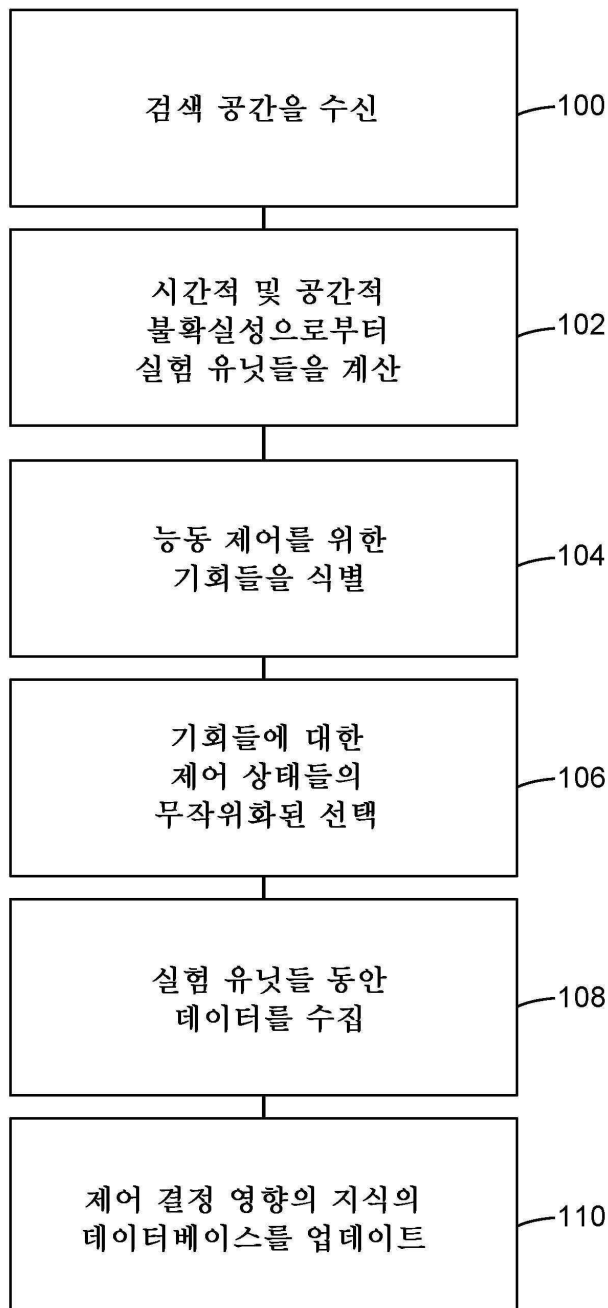 검색 공간을 수신
100
시간적 및 공간적
불확실성으로부터
실험 유닛들을 계산
102
능동 제어를 위한
기회들을 식별
104
기회들에 대한
제어 상태들의
무작위화된 선택
106
실험 유닛들 동안
데이터를 수집
108
제어 결정 영향의 지식의
데이터베이스를 업데이트
110